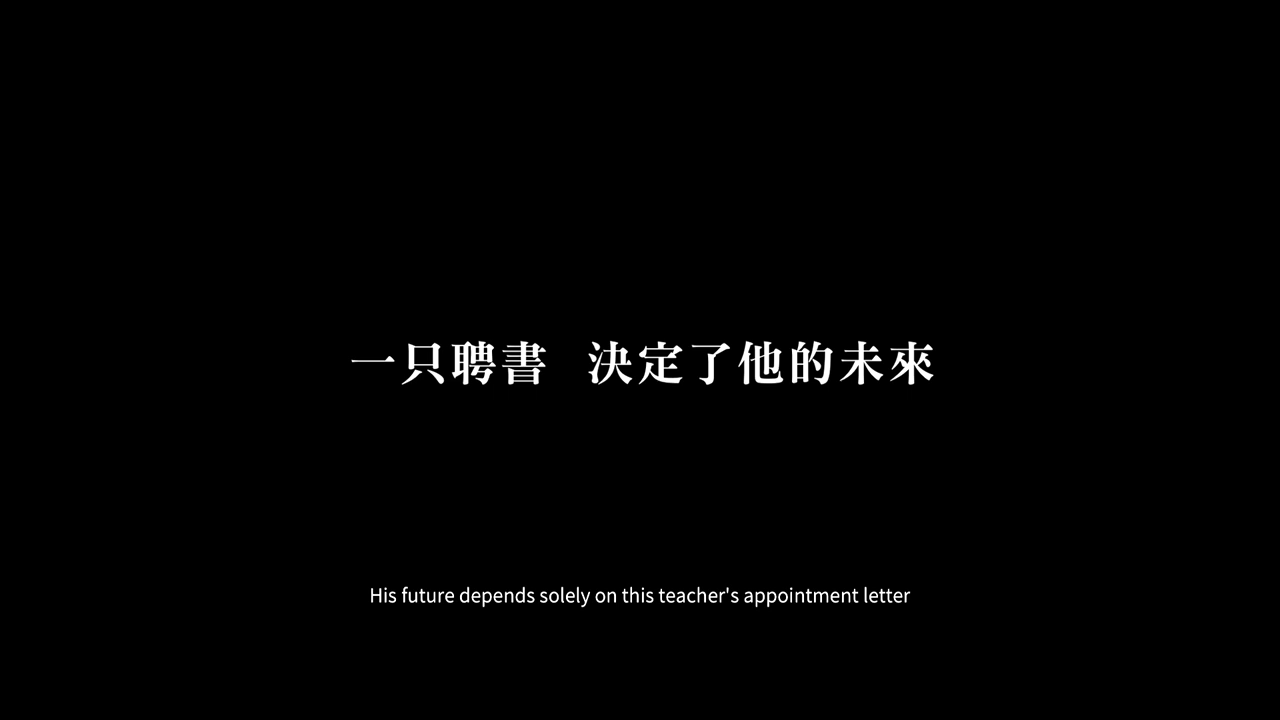 一只聘書 決定了他的未來
His future depends solely on this teacher's appointment letter